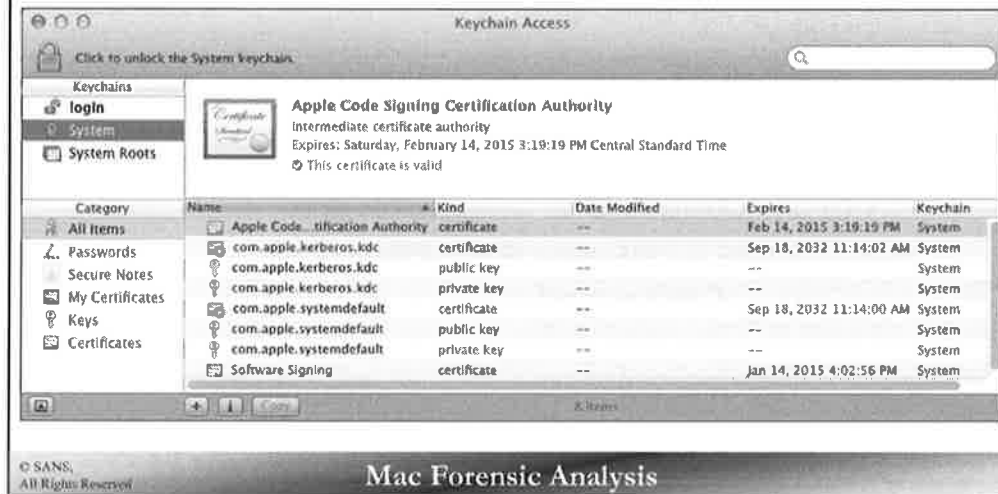 Keychain Access
Click to unlock the System keychain.
Keychains
login
System
System Roots
Certificate
Standard
Apple Code Signing Certification Authority
Intermediate certificate authority
Expires: Saturday, February 14, 2015 3:19:19 PM Central Standard Time
This certificate is valid
Category
All Items
Passwords
Secure Notes
My Certificates
Keys
Certificates
Name Kind Date Modified Expires Keychain
Apple Code...tification Authority certificate -- Feb 14, 2015 3:19:19 PM System
com.apple.kerberos.kdc certificate -- Sep 18, 2032 11:14:02 AM System
com.apple.kerberos.kdc public key -- -- System
com.apple.kerberos.kdc private key -- -- System
com.apple.systemdefault certificate -- Sep 18, 2032 11:14:00 AM System
com.apple.systemdefault public key -- -- System
com.apple.systemdefault private key -- -- System
Software Signing certificate -- Jan 14, 2015 4:02:56 PM System
+ i Copy 8 items
© SANS,
All Rights Reserved
Mac Forensic Analysis